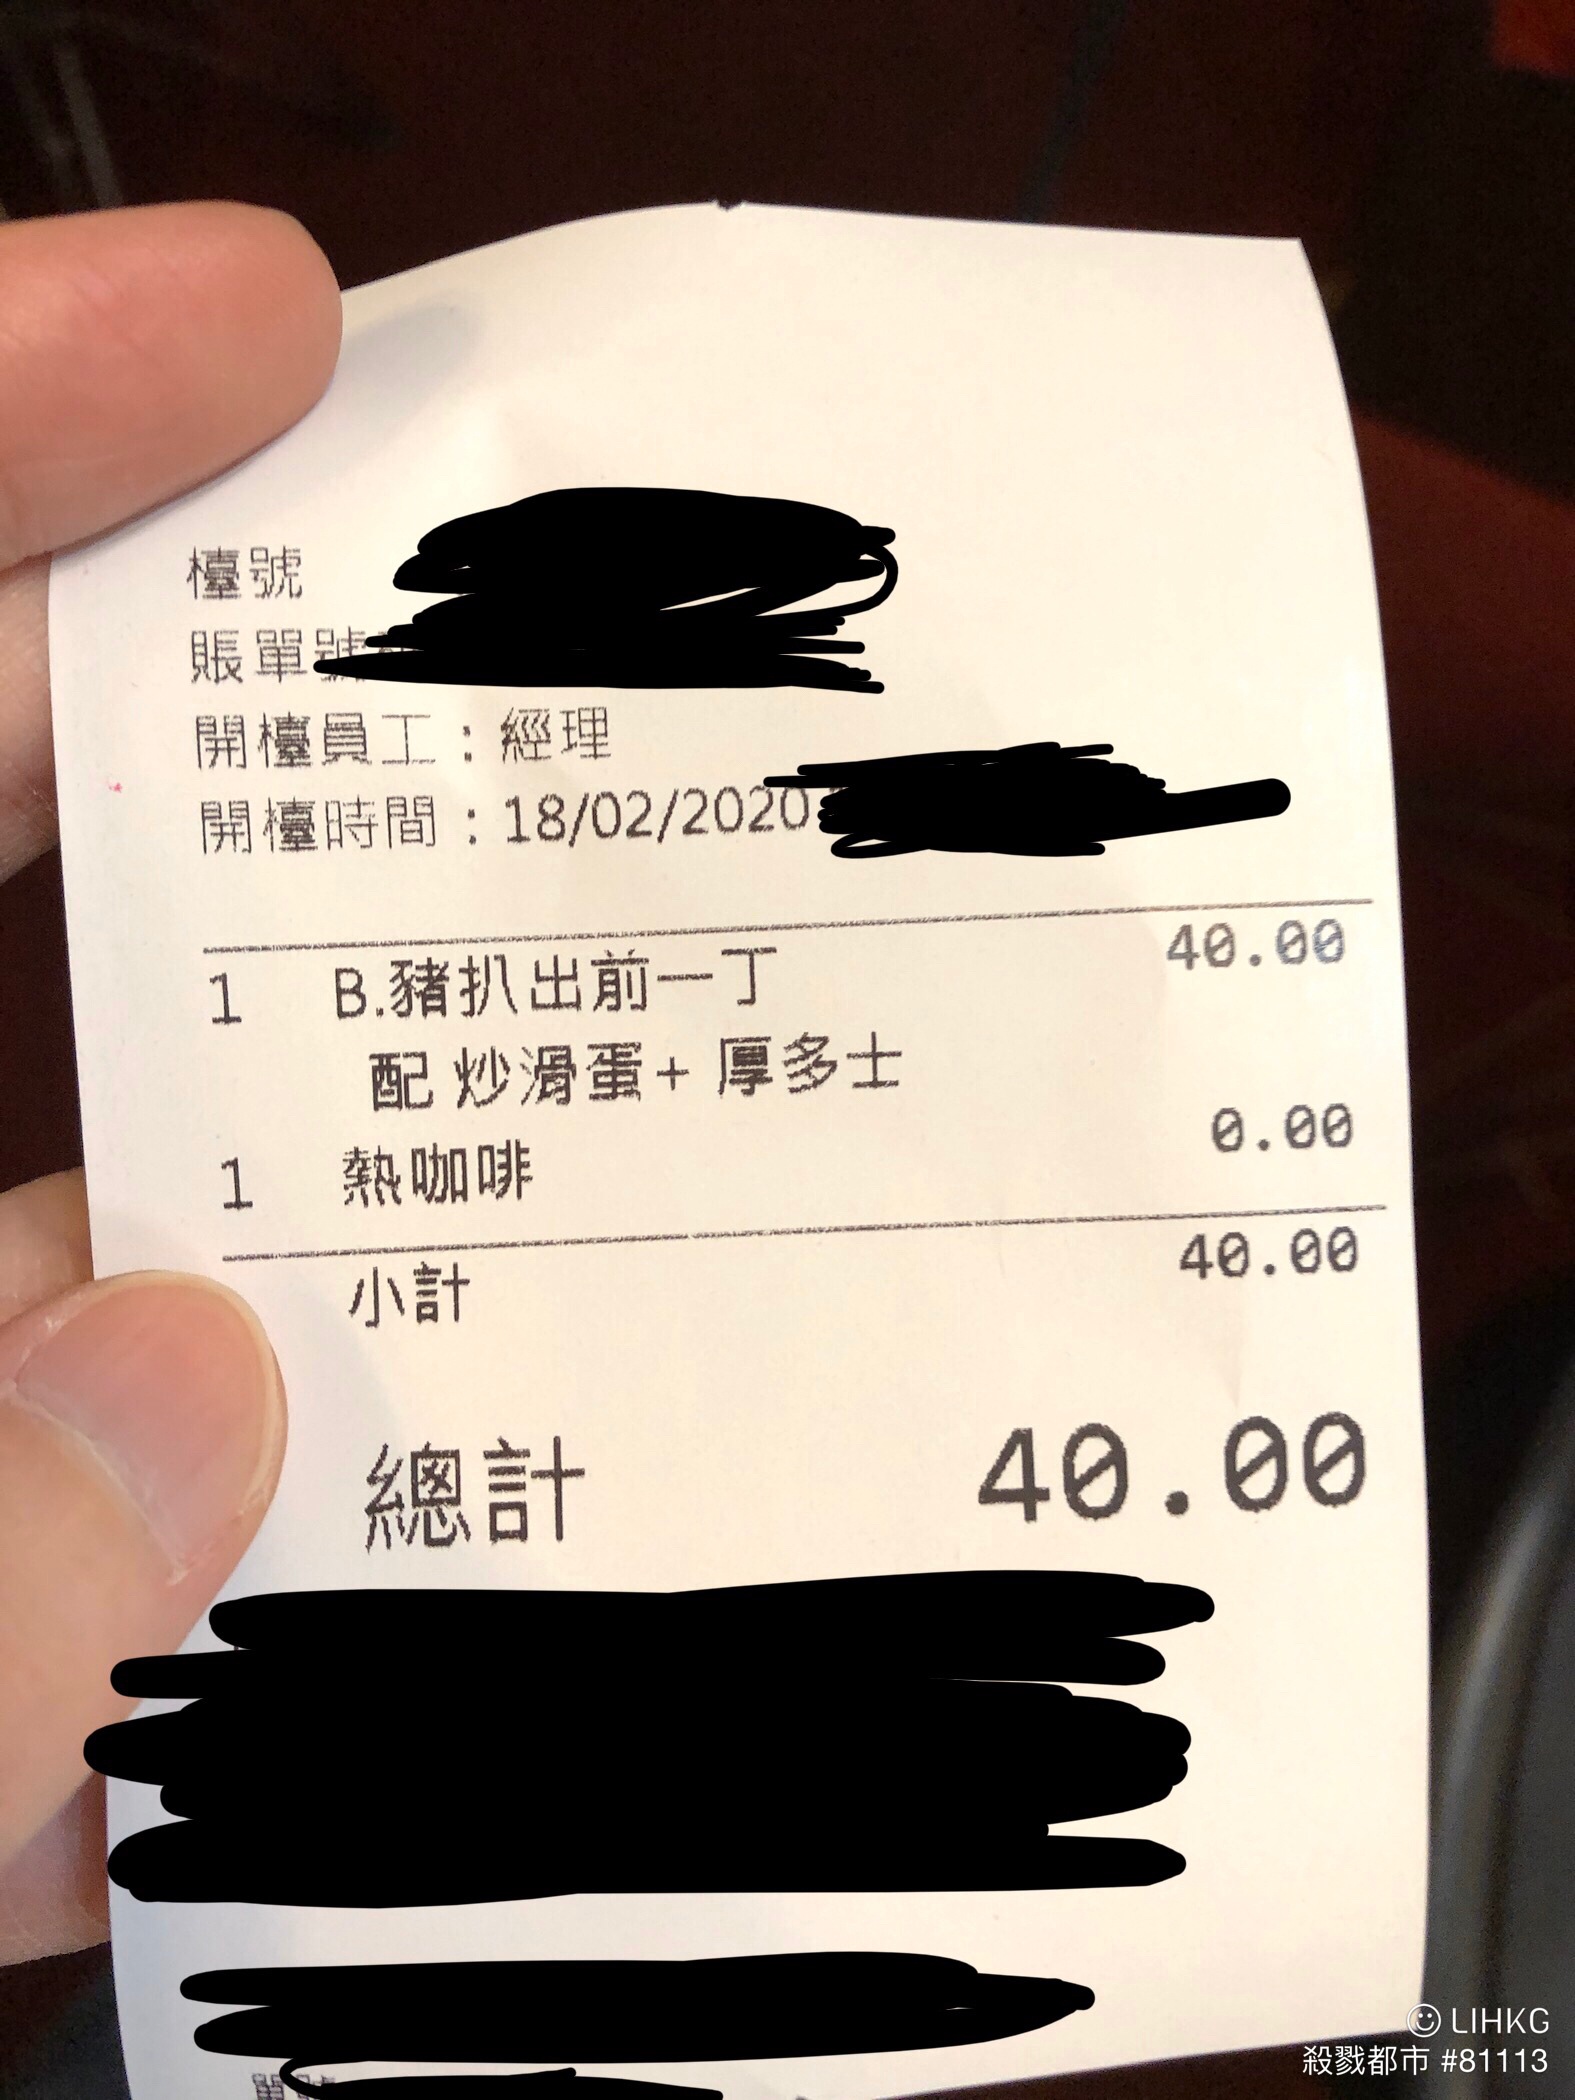 檯號
賬單號
開檯員工：經理
開檯時間：18/02/2020
1 B.豬扒出前一丁 40.00
配 炒滑蛋+ 厚多士
1 熱咖啡 0.00
小計 40.00
總計 40.00
單號
LIHKG
殺戮都市 #81113